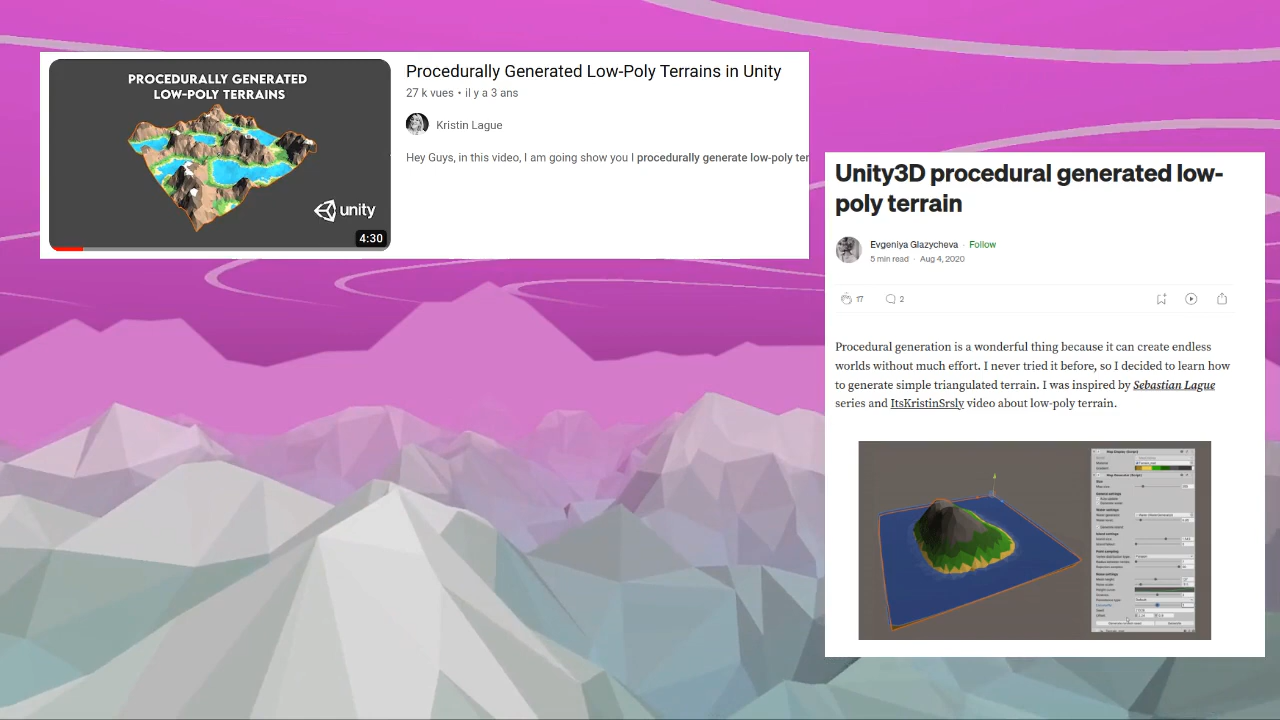 PROCEDURALLY GENERATED
LOW-POLY TERRAINS
unity
4:30
Procedurally Generated Low-Poly Terrains in Unity
27 k vues • il y a 3 ans
Kristin Lague
Hey Guys, in this video, I am going show you I procedurally generate low-poly ter
Unity3D procedural generated low-
poly terrain
Evgeniya Glazycheva · Follow
5 min read · Aug 4, 2020
17
2
Procedural generation is a wonderful thing because it can create endless
worlds without much effort. I never tried it before, so I decided to learn how
to generate simple triangulated terrain. I was inspired by Sebastian Lague
series and ItsKristinSrsly video about low-poly terrain.